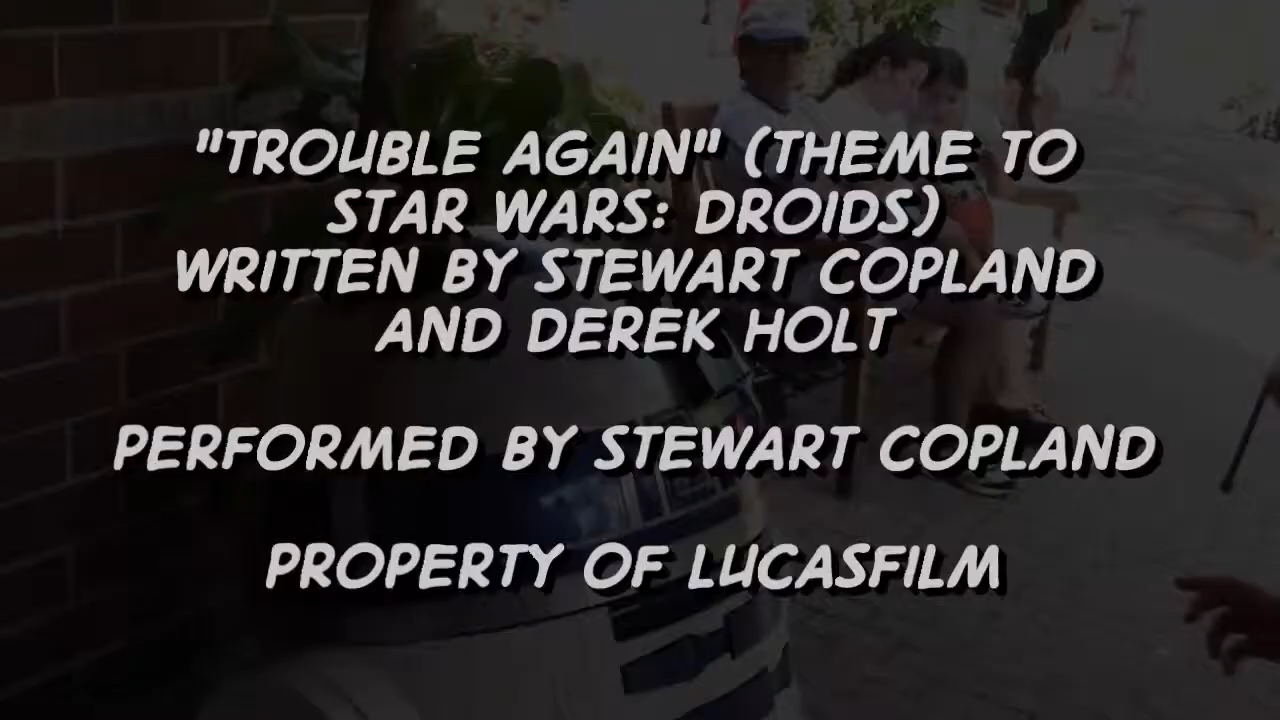 "TROUBLE AGAIN" (THEME TO
STAR WARS: DROIDS)
WRITTEN BY STEWART COPLAND
AND DEREK HOLT
PERFORMED BY STEWART COPLAND
PROPERTY OF LUCASFILM